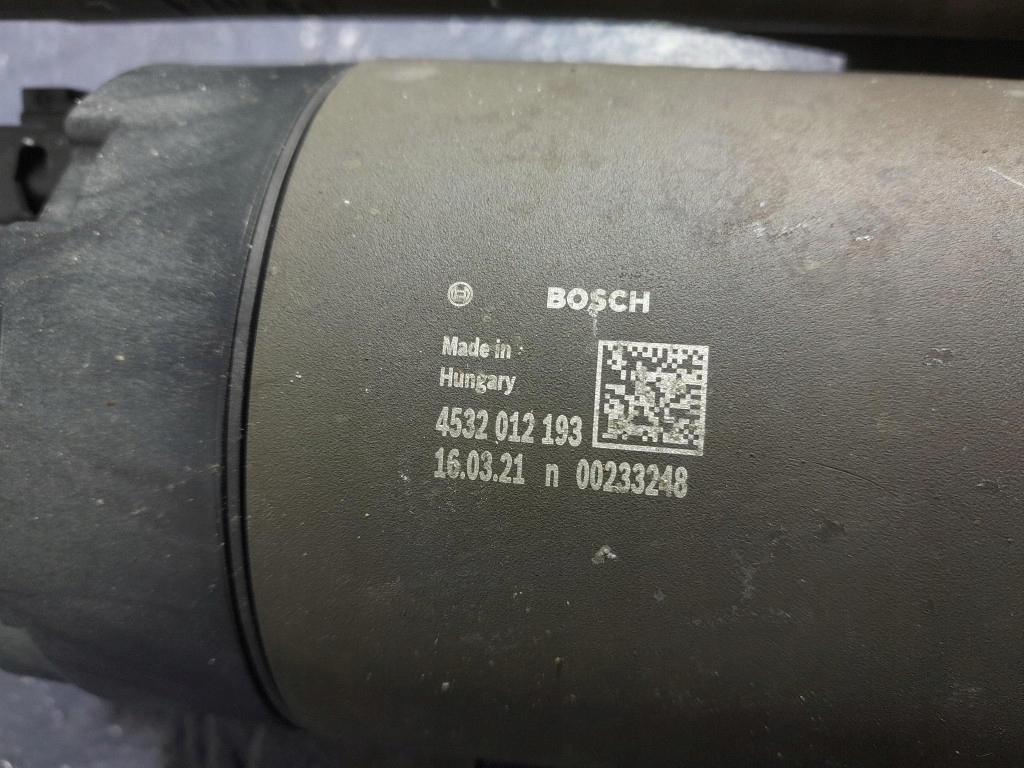 BOSCH
Made in
Hungary
4532 012 193
16.03.21 n 00233248